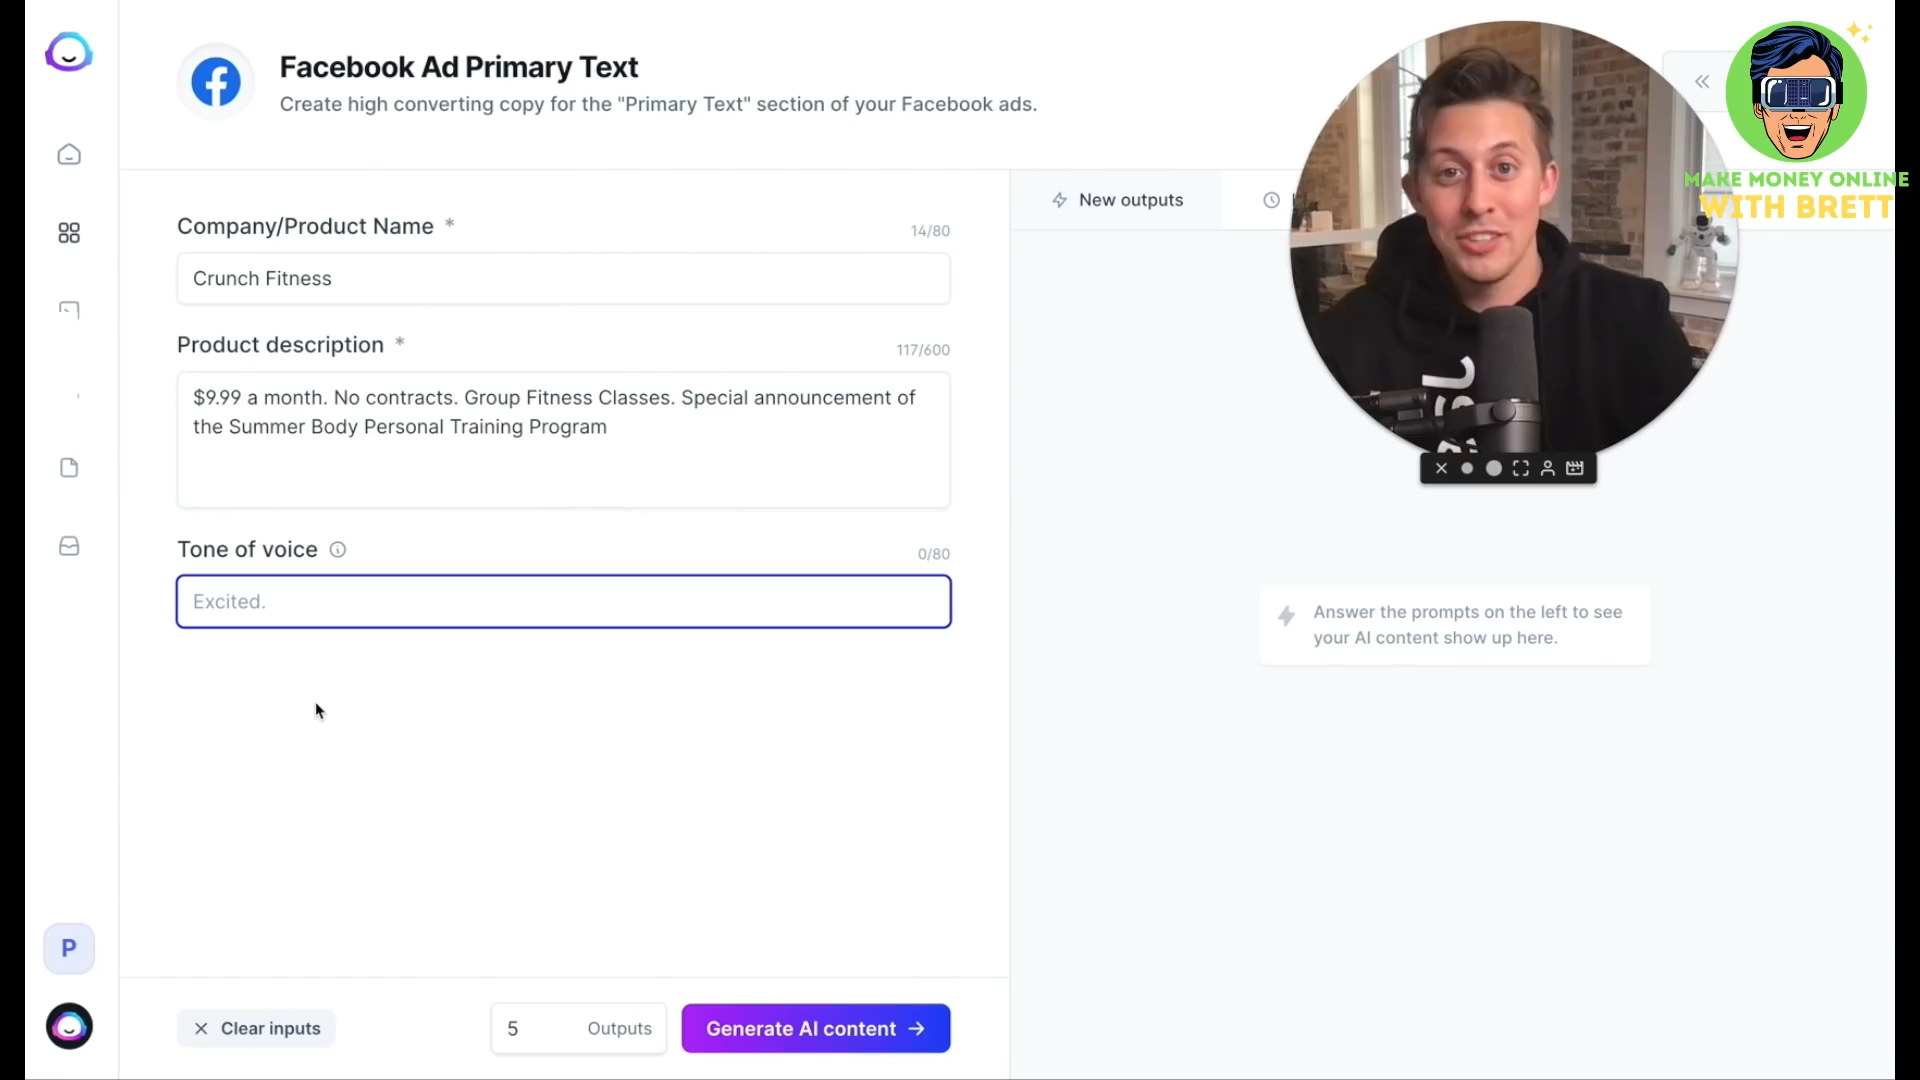 Facebook Ad Primary Text
Create high converting copy for the "Primary Text" section of your Facebook ads.
MAKE MONEY ONLINE
WITH BRETT
Company/Product Name *
14/80
Crunch Fitness
Product description *
117/600
$9.99 a month. No contracts. Group Fitness Classes. Special announcement of
the Summer Body Personal Training Program
Tone of voice
0/80
Excited.
New outputs
Answer the prompts on the left to see
your AI content show up here.
P
Clear inputs
5 Outputs
Generate AI content →